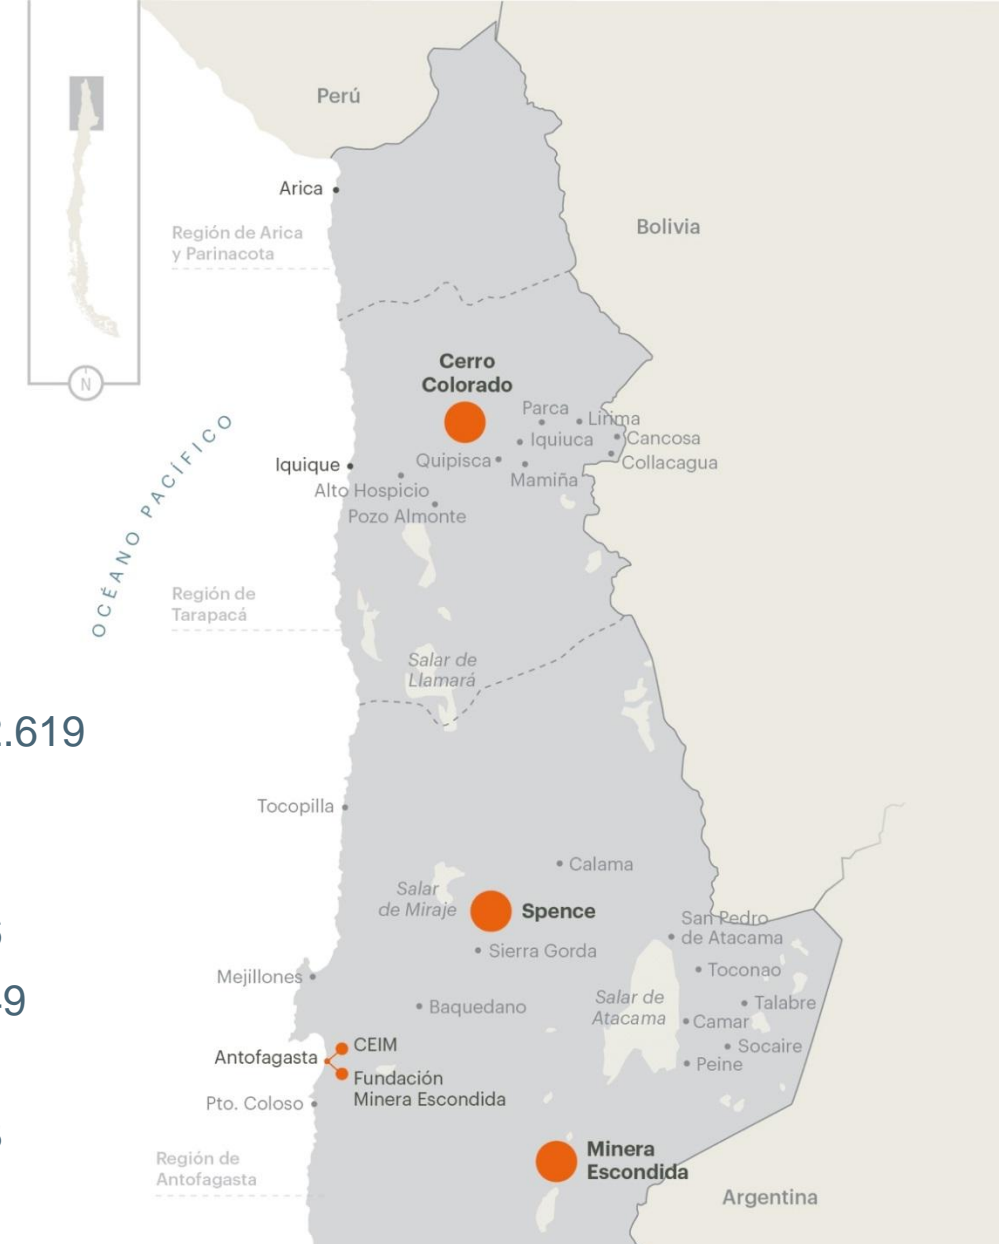 Perú
Arica
Región de Arica
y Parinacota
Bolivia
N
Cerro
Colorado
Parca
Lirima
Iquiuca
Cancosa
Quipisca
Collacagua
Iquique
Mamiña
Alto Hospicio
Pozo Almonte
OCÉANO PACÍFICO
Región de
Tarapacá
Salar de
Llamará
.619
Tocopilla
Calama
Salar
de Miraje
Spence
San Pedro
de Atacama
Sierra Gorda
Toconao
Mejillones
Salar de
Atacama
Talabre
Baquedano
Camar
9
CEIM
Socaire
Antofagasta
Peine
Fundación
Minera Escondida
Pto. Coloso
Minera
Escondida
Región de
Antofagasta
Argentina